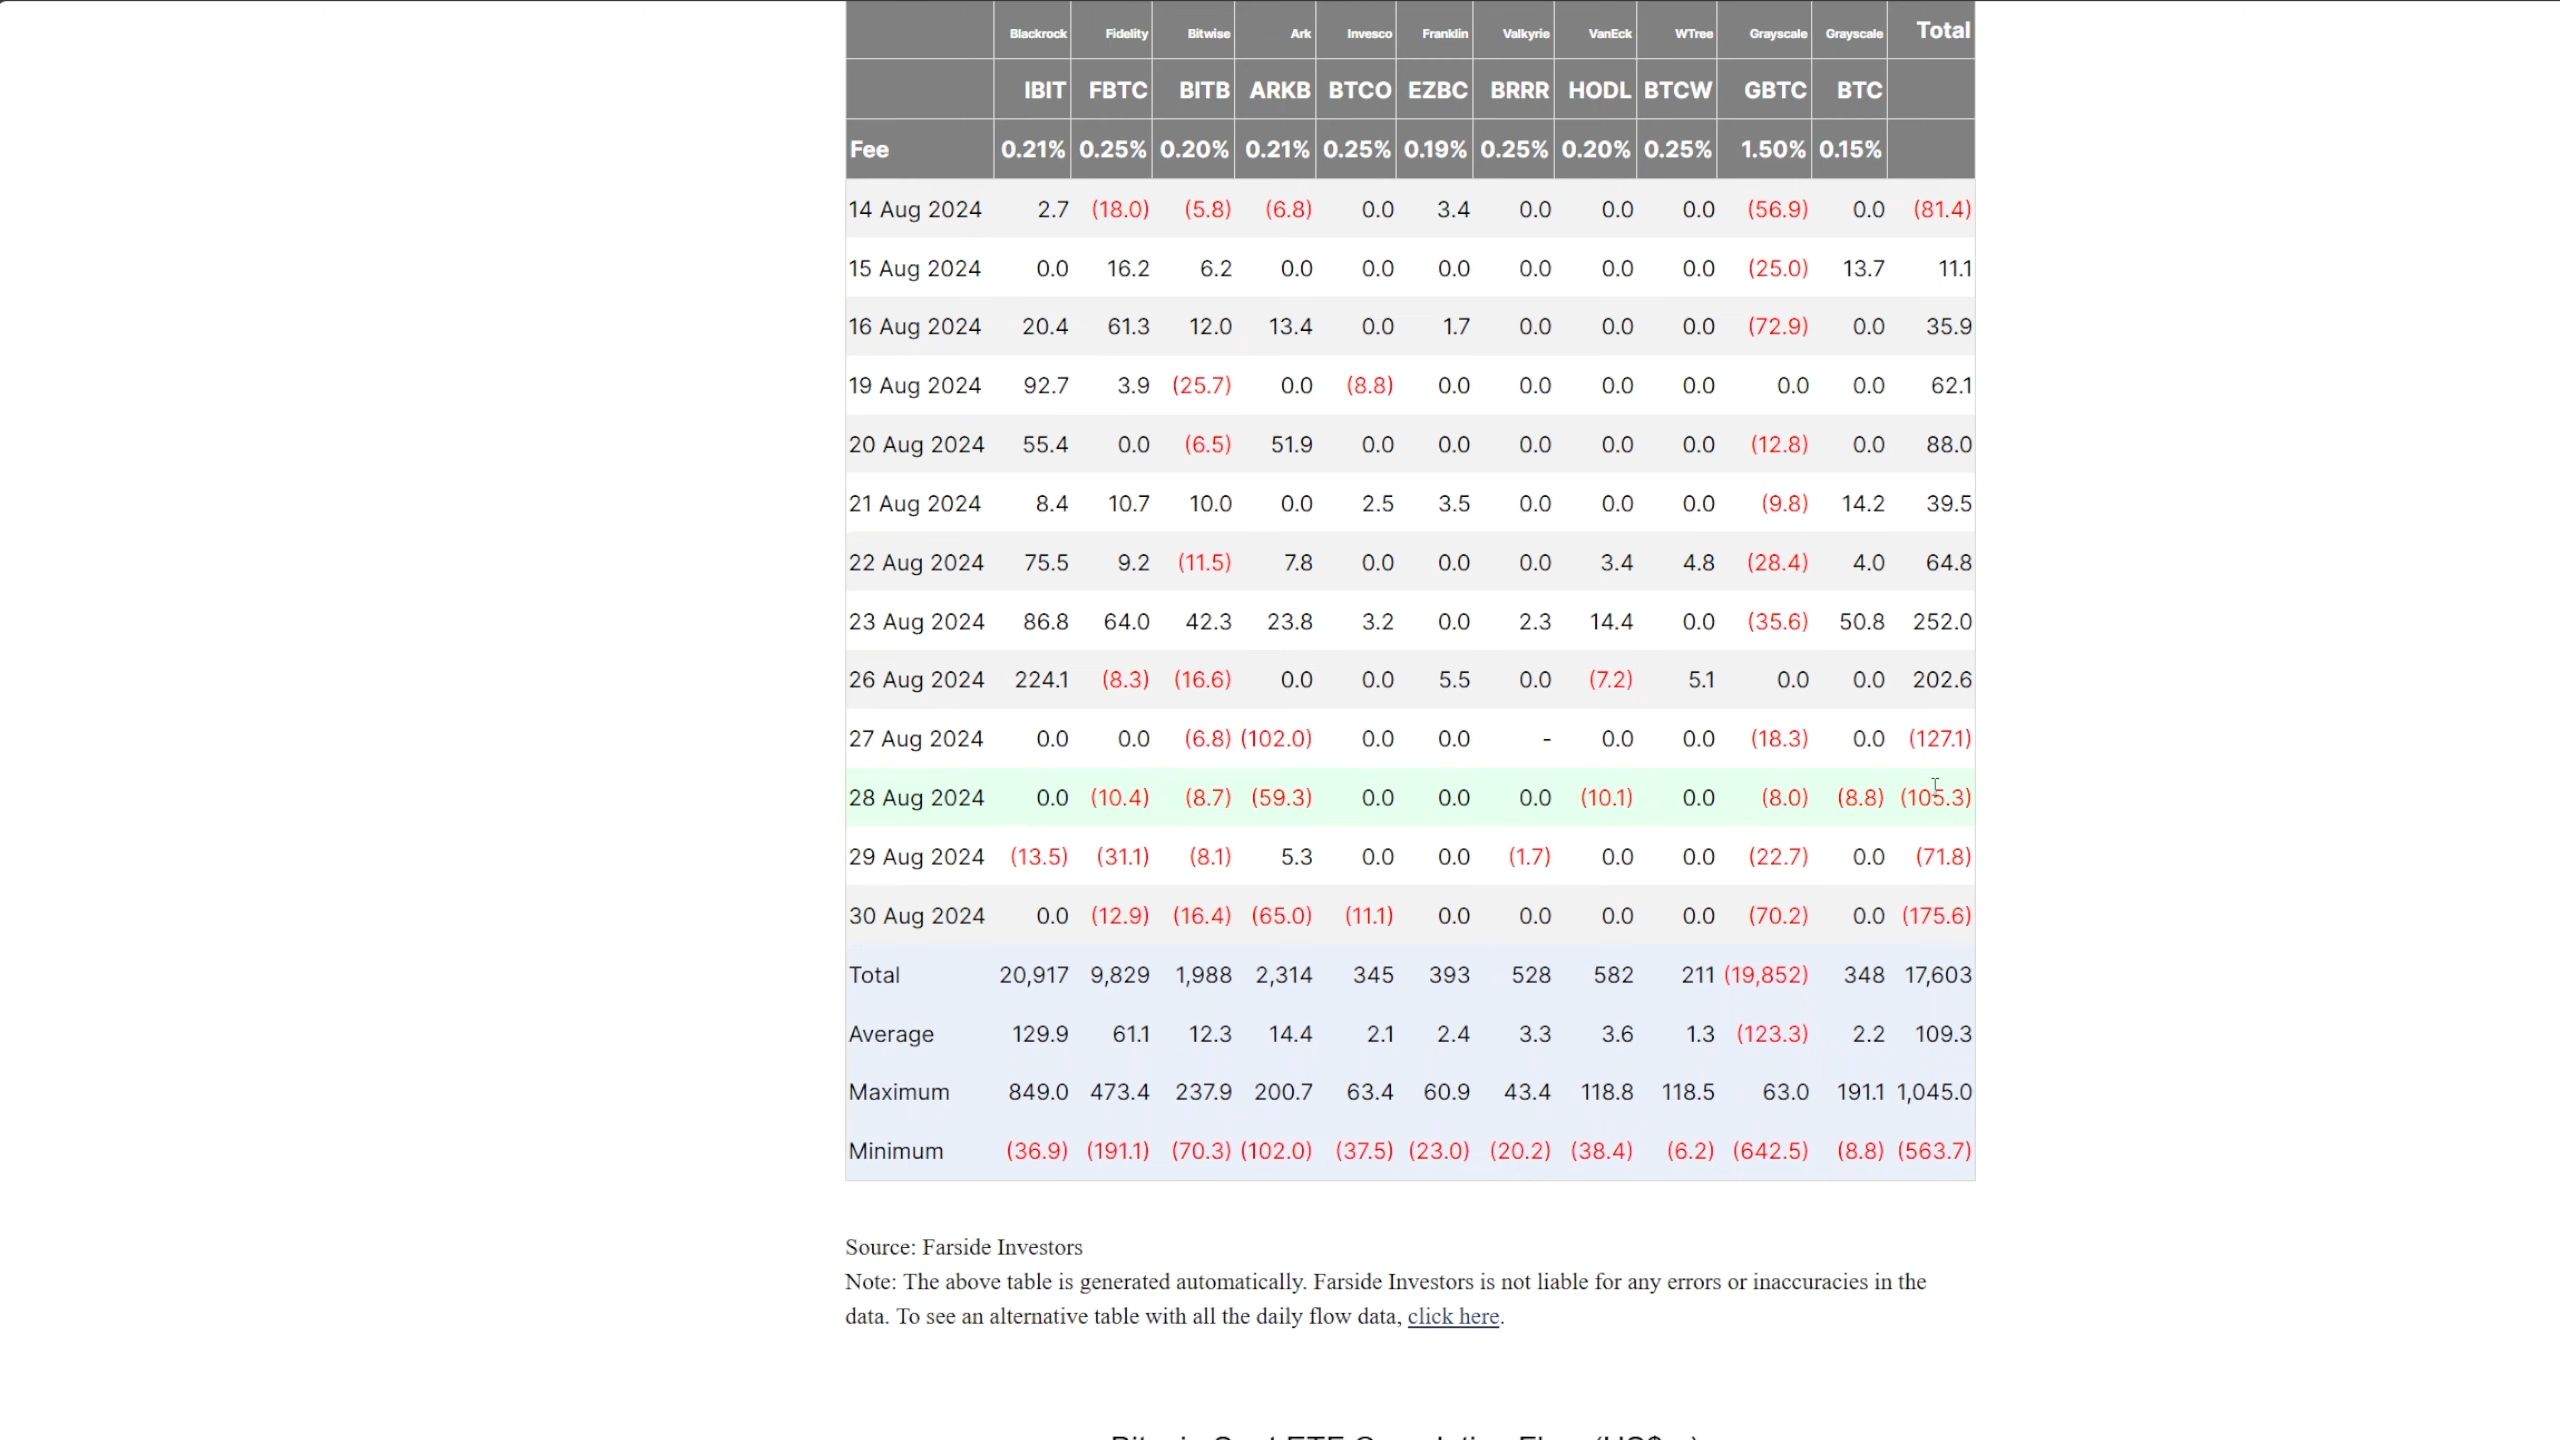 Blackrock Fidelity Bitwise Ark Invesco Franklin Valkyrie VanEck WTree Grayscale Grayscale Total
IBIT FBTC BITB ARKB BTCO EZBC BRRR HODL BTCW GBTC BTC
Fee 0.21% 0.25% 0.20% 0.21% 0.25% 0.19% 0.25% 0.20% 0.25% 1.50% 0.15%
14 Aug 2024 2.7 (18.0) (5.8) (6.8) 0.0 3.4 0.0 0.0 0.0 (56.9) 0.0 (81.4)
15 Aug 2024 0.0 16.2 6.2 0.0 0.0 0.0 0.0 0.0 0.0 (25.0) 13.7 11.1
16 Aug 2024 20.4 61.3 12.0 13.4 0.0 1.7 0.0 0.0 0.0 (72.9) 0.0 35.9
19 Aug 2024 92.7 3.9 (25.7) 0.0 (8.8) 0.0 0.0 0.0 0.0 0.0 0.0 62.1
20 Aug 2024 55.4 0.0 (6.5) 51.9 0.0 0.0 0.0 0.0 0.0 (12.8) 0.0 88.0
21 Aug 2024 8.4 10.7 10.0 0.0 2.5 3.5 0.0 0.0 0.0 (9.8) 14.2 39.5
22 Aug 2024 75.5 9.2 (11.5) 7.8 0.0 0.0 0.0 3.4 4.8 (28.4) 4.0 64.8
23 Aug 2024 86.8 64.0 42.3 23.8 3.2 0.0 2.3 14.4 0.0 (35.6) 50.8 252.0
26 Aug 2024 224.1 (8.3) (16.6) 0.0 0.0 5.5 0.0 (7.2) 5.1 0.0 0.0 202.6
27 Aug 2024 0.0 0.0 (6.8) (102.0) 0.0 0.0 - 0.0 0.0 (18.3) 0.0 (127.1)
28 Aug 2024 0.0 (10.4) (8.7) (59.3) 0.0 0.0 0.0 (10.1) 0.0 (8.0) (8.8) (105.3)
29 Aug 2024 (13.5) (31.1) (8.1) 5.3 0.0 0.0 (1.7) 0.0 0.0 (22.7) 0.0 (71.8)
30 Aug 2024 0.0 (12.9) (16.4) (65.0) (11.1) 0.0 0.0 0.0 0.0 (70.2) 0.0 (175.6)
Total 20,917 9,829 1,988 2,314 345 393 528 582 211 (19,852) 348 17,603
Average 129.9 61.1 12.3 14.4 2.1 2.4 3.3 3.6 1.3 (123.3) 2.2 109.3
Maximum 849.0 473.4 237.9 200.7 63.4 60.9 43.4 118.8 118.5 63.0 191.1 1,045.0
Minimum (36.9) (191.1) (70.3) (102.0) (37.5) (23.0) (20.2) (38.4) (6.2) (642.5) (8.8) (563.7)
Source: Farside Investors
Note: The above table is generated automatically. Farside Investors is not liable for any errors or inaccuracies in the
data. To see an alternative table with all the daily flow data, click here.